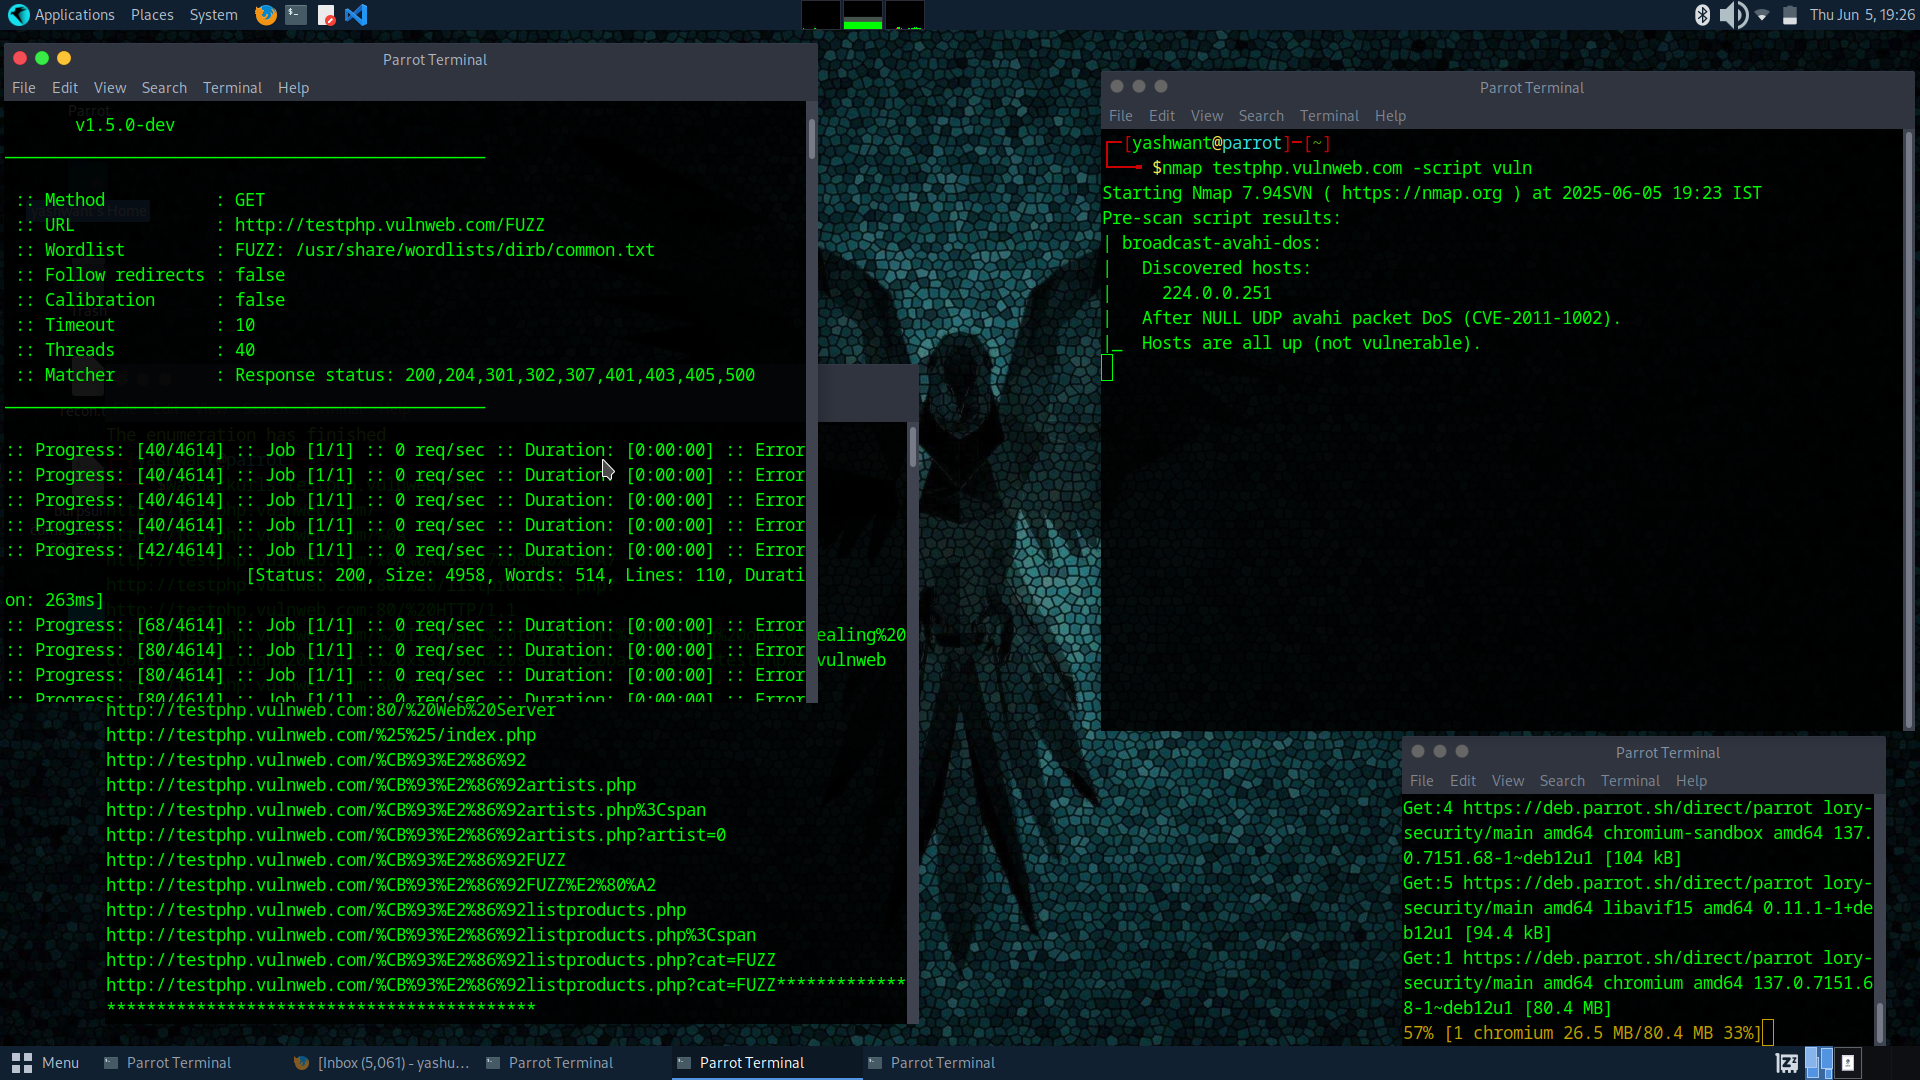 Applications Places System
Thu Jun 5, 19:26
Parrot Terminal
File Edit View Search Terminal Help
v1.5.0-dev
:: Method : GET
:: URL : http://testphp.vulnweb.com/FUZZ
:: Wordlist : FUZZ: /usr/share/wordlists/dirb/common.txt
:: Follow redirects : false
:: Calibration : false
:: Timeout : 10
:: Threads : 40
:: Matcher : Response status: 200,204,301,302,307,401,403,405,500
:: Progress: [40/4614] :: Job [1/1] :: 0 req/sec :: Duration: [0:00:00] :: Error
:: Progress: [40/4614] :: Job [1/1] :: 0 req/sec :: Duration: [0:00:00] :: Error
:: Progress: [40/4614] :: Job [1/1] :: 0 req/sec :: Duration: [0:00:00] :: Error
:: Progress: [40/4614] :: Job [1/1] :: 0 req/sec :: Duration: [0:00:00] :: Error
:: Progress: [42/4614] :: Job [1/1] :: 0 req/sec :: Duration: [0:00:00] :: Error
[Status: 200, Size: 4958, Words: 514, Lines: 110, Durati
on: 263ms]
:: Progress: [68/4614] :: Job [1/1] :: 0 req/sec :: Duration: [0:00:00] :: Error
:: Progress: [80/4614] :: Job [1/1] :: 0 req/sec :: Duration: [0:00:00] :: Error
:: Progress: [80/4614] :: Job [1/1] :: 0 req/sec :: Duration: [0:00:00] :: Error
:: Progress: [80/4614] :: Job [1/1] :: 0 req/sec :: Duration: [0:00:00] :: Error
ealing%20
vulnweb
http://testphp.vulnweb.com:80/%20Web%20Server
http://testphp.vulnweb.com/%25%25/index.php
http://testphp.vulnweb.com/%CB%93%E2%86%92
http://testphp.vulnweb.com/%CB%93%E2%86%92artists.php
http://testphp.vulnweb.com/%CB%93%E2%86%92artists.php%3Cspan
http://testphp.vulnweb.com/%CB%93%E2%86%92artists.php?artist=0
http://testphp.vulnweb.com/%CB%93%E2%86%92FUZZ
http://testphp.vulnweb.com/%CB%93%E2%86%92FUZZ%E2%80%A2
http://testphp.vulnweb.com/%CB%93%E2%86%92listproducts.php
http://testphp.vulnweb.com/%CB%93%E2%86%92listproducts.php%3Cspan
http://testphp.vulnweb.com/%CB%93%E2%86%92listproducts.php?cat=FUZZ
http://testphp.vulnweb.com/%CB%93%E2%86%92listproducts.php?cat=FUZZ*************
*******************************************
Parrot Terminal
File Edit View Search Terminal Help
[yashwant@parrot]-[~]
$nmap testphp.vulnweb.com -script vuln
Starting Nmap 7.94SVN ( https://nmap.org ) at 2025-06-05 19:23 IST
Pre-scan script results:
| broadcast-avahi-dos:
| Discovered hosts:
| 224.0.0.251
| After NULL UDP avahi packet DoS (CVE-2011-1002).
|_ Hosts are all up (not vulnerable).
Parrot Terminal
File Edit View Search Terminal Help
Get:4 https://deb.parrot.sh/direct/parrot lory-
security/main amd64 chromium-sandbox amd64 137.
0.7151.68-1~deb12u1 [104 kB]
Get:5 https://deb.parrot.sh/direct/parrot lory-
security/main amd64 libavif15 amd64 0.11.1-1+de
b12u1 [94.4 kB]
Get:1 https://deb.parrot.sh/direct/parrot lory-
security/main amd64 chromium amd64 137.0.7151.6
8-1~deb12u1 [80.4 MB]
57% [1 chromium 26.5 MB/80.4 MB 33%]
Menu Parrot Terminal [Inbox (5,061) - yashu... Parrot Terminal Parrot Terminal Parrot Terminal